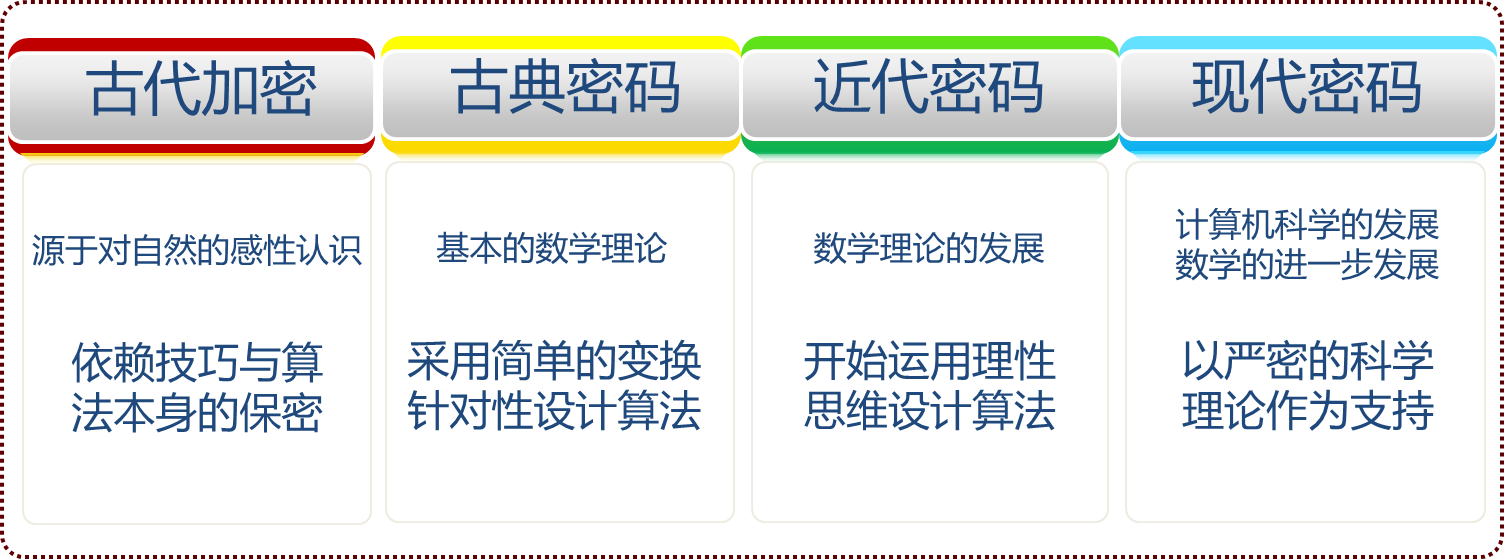 古代加密
源于对自然的感性认识
依赖技巧与算
法本身的保密
古典密码
基本的数学理论
采用简单的变换
针对性设计算法
近代密码
数学理论的发展
开始运用理性
思维设计算法
现代密码
计算机科学的发展
数学的进一步发展
以严密的科学
理论作为支持